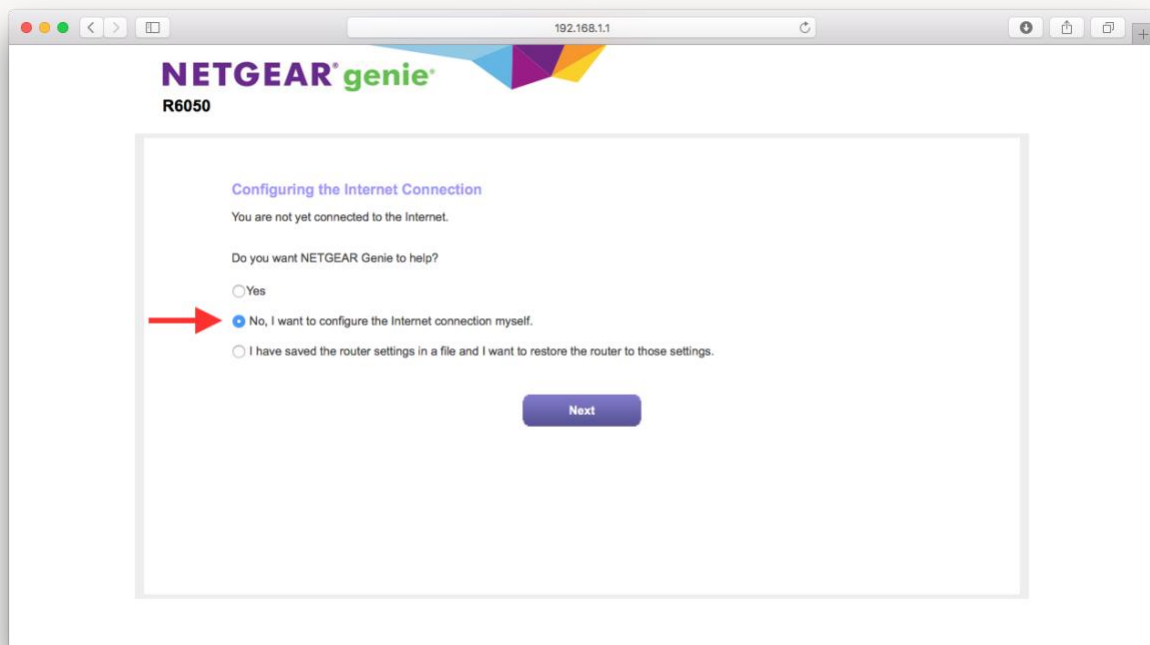 192.168.1.1
NETGEAR® genie®
R6050
Configuring the Internet Connection
You are not yet connected to the Internet.
Do you want NETGEAR Genie to help?
Yes
No, I want to configure the Internet connection myself.
I have saved the router settings in a file and I want to restore the router to those settings.
Next